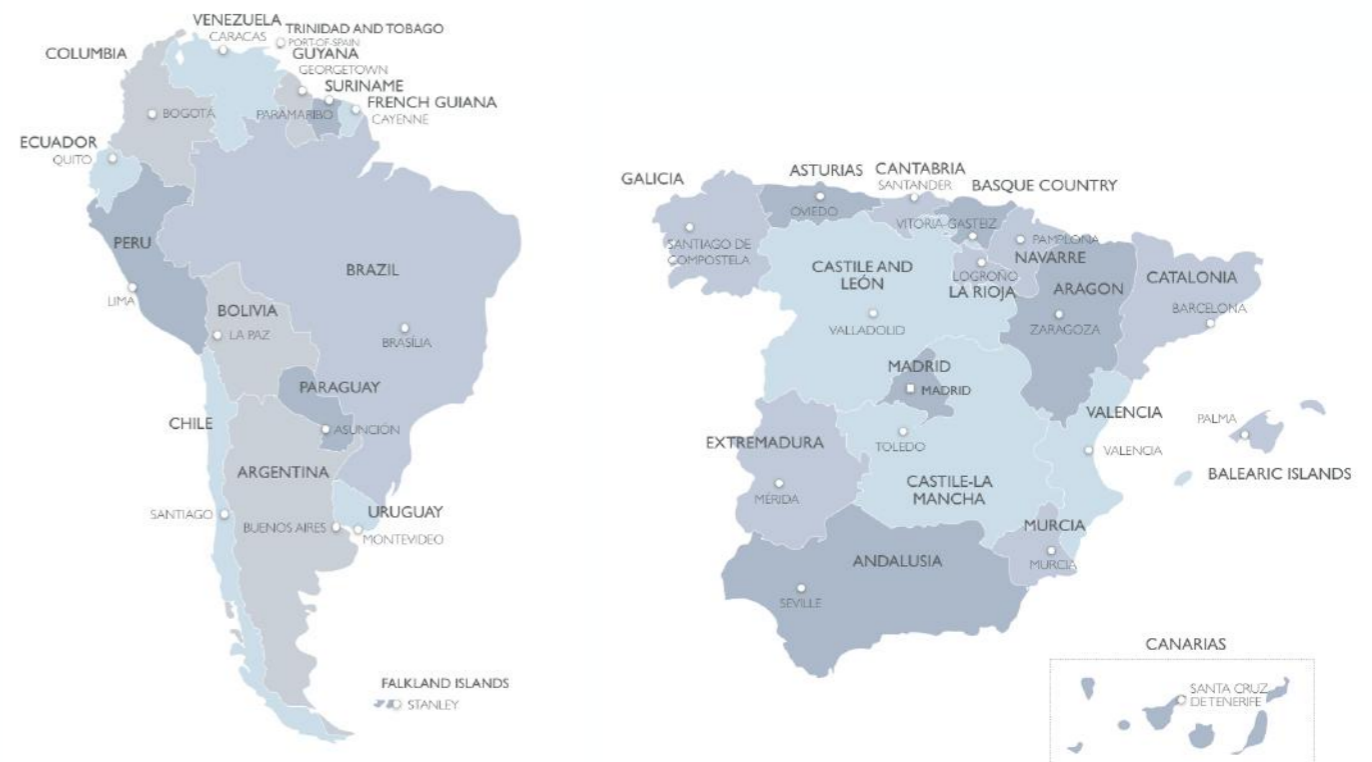 VENEZUELA
CARACAS
TRINIDAD AND TOBAGO
PORT-OF-SPAIN
COLUMBIA
GUYANA
GEORGETOWN
SURINAME
PARAMARIBO
FRENCH GUIANA
CAYENNE
BOGOTÁ
ECUADOR
QUITO
PERU
LIMA
BRAZIL
BRASÍLIA
BOLIVIA
LA PAZ
PARAGUAY
ASUNCIÓN
CHILE
SANTIAGO
ARGENTINA
BUENOS AIRES
URUGUAY
MONTEVIDEO
FALKLAND ISLANDS
STANLEY
GALICIA
SANTIAGO DE
COMPOSTELA
ASTURIAS
OVIEDO
CANTABRIA
SANTANDER
BASQUE COUNTRY
VITORIA-GASTEIZ
PAMPLONA
NAVARRE
LOGROÑO
LA RIOJA
CASTILE AND
LEÓN
VALLADOLID
ARAGON
ZARAGOZA
CATALONIA
BARCELONA
MADRID
MADRID
EXTREMADURA
MÉRIDA
TOLEDO
CASTILE-LA
MANCHA
VALENCIA
VALENCIA
PALMA
BALEARIC ISLANDS
MURCIA
MURCIA
ANDALUSIA
SEVILLE
CANARIAS
SANTA CRUZ
DE TENERIFE